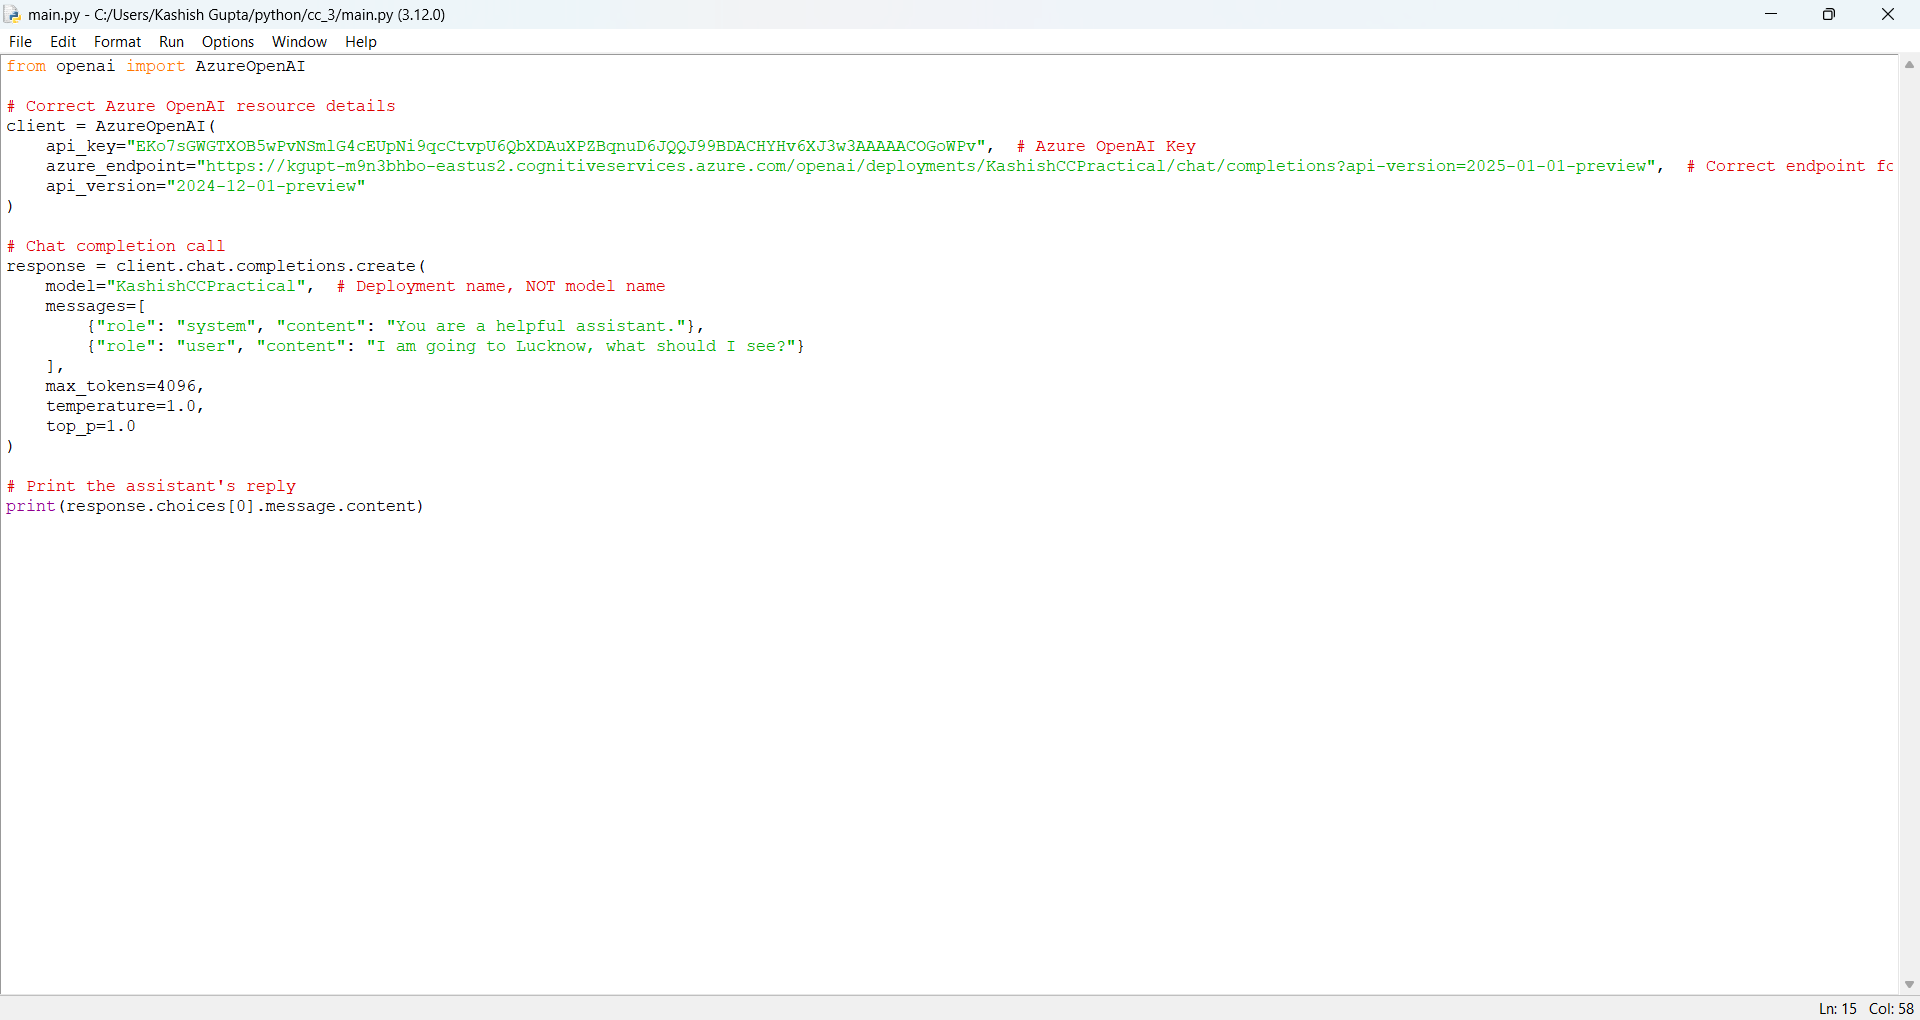 main.py - C:/Users/Kashish Gupta/python/cc_3/main.py (3.12.0)
File Edit Format Run Options Window Help
from openai import AzureOpenAI
# Correct Azure OpenAI resource details
client = AzureOpenAI(
    api_key="EKo7sGWGTXOB5wPvNSmlG4cEUpNi9qcCtvpU6QbXDAuXPZBqnuD6JQQJ99BDACHYHv6XJ3w3AAAAACOGoWPv",  # Azure OpenAI Key
    azure_endpoint="https://kgupt-m9n3bhbo-eastus2.cognitiveservices.azure.com/openai/deployments/KashishCCPractical/chat/completions?api-version=2025-01-01-preview",  # Correct endpoint fo
    api_version="2024-12-01-preview"
)
# Chat completion call
response = client.chat.completions.create(
    model="KashishCCPractical",  # Deployment name, NOT model name
    messages=[
        {"role": "system", "content": "You are a helpful assistant."},
        {"role": "user", "content": "I am going to Lucknow, what should I see?"}
    ],
    max_tokens=4096,
    temperature=1.0,
    top_p=1.0
)
# Print the assistant's reply
print(response.choices[0].message.content)
Ln: 15 Col: 58